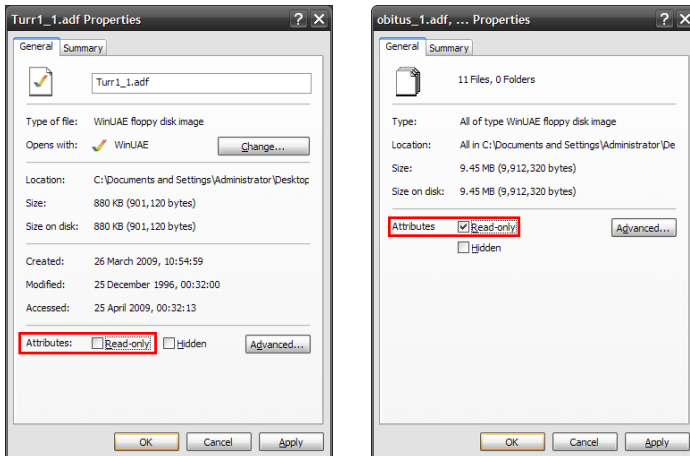 Turr1_1.adf Properties
General Summary
Turr1_1.adf
Type of file: WinUAE floppy disk image
Opens with: WinUAE Change...
Location: C:\Documents and Settings\Administrator\Desktop
Size: 880 KB (901,120 bytes)
Size on disk: 880 KB (901,120 bytes)
Created: 26 March 2009, 10:54:59
Modified: 25 December 1996, 00:32:00
Accessed: 25 April 2009, 00:32:13
Attributes: Read-only Hidden Advanced...
OK Cancel Apply
obitus_1.adf, ... Properties
General Summary
11 Files, 0 Folders
Type: All of type WinUAE floppy disk image
Location: All in C:\Documents and Settings\Administrator\De
Size: 9.45 MB (9,912,320 bytes)
Size on disk: 9.45 MB (9,912,320 bytes)
Attributes Read-only Advanced...
Hidden
OK Cancel Apply